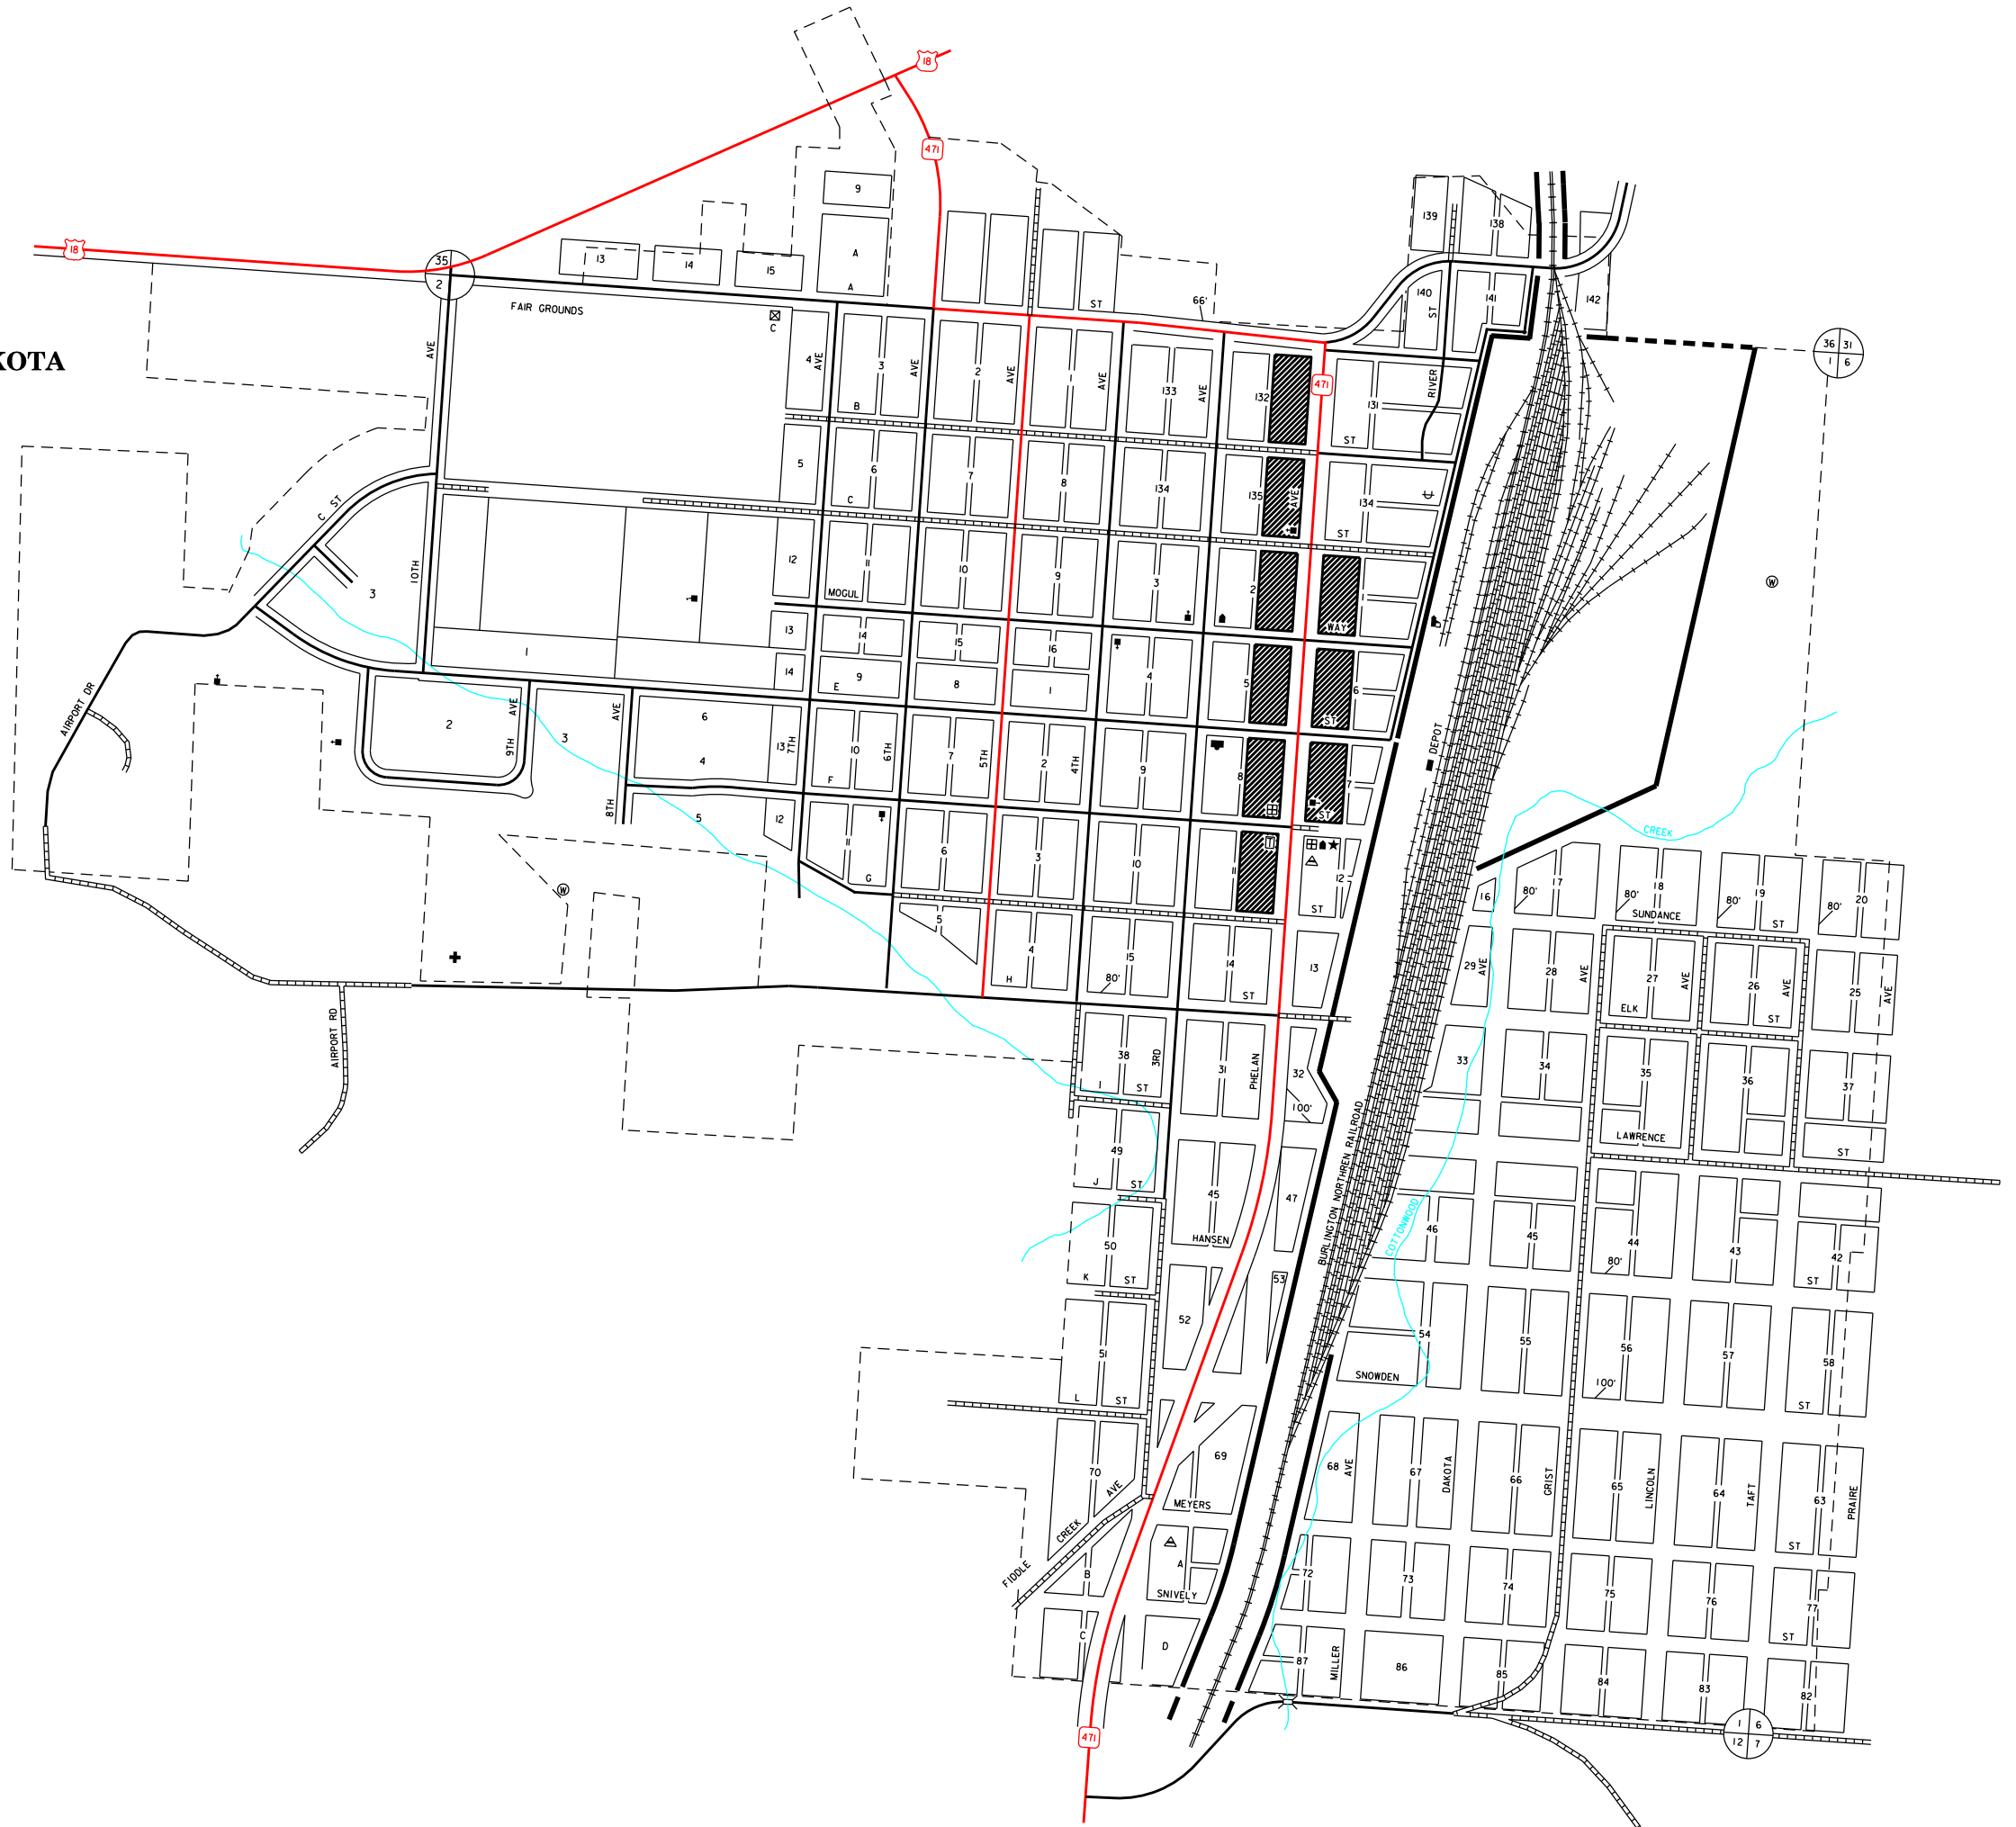 18
471
9
139
138
18
35
2
13
14
15
A
A
ST
66'
140
ST
141
142
FAIR GROUNDS
C
KOTA
AVE
4
AVE
3
AVE
2
AVE
1
AVE
133
AVE
132
471
131
RIVER
36
31
1
6
B
ST
5
6
7
8
134
135
AVE
134
C
ST
C ST
10TH
3
12
11
10
9
3
2
1
W
MOGUL
WAY
13
14
15
16
1
14
E
9
8
1
4
5
6
ST
AIRPORT DR
2
9TH
AVE
3
AVE
8TH
6
4
13
7TH
10
6TH
7
5TH
2
4TH
9
8
7
DEPOT
F
ST
CREEK
5
12
11
6
3
10
11
12
G
ST
W
16
17
18
19
20
80'
80'
80'
80'
SUNDANCE
ST
5
4
15
14
13
29
AVE
28
AVE
27
AVE
26
AVE
25
AVE
H
80'
ST
ELK
ST
AIRPORT RD
38
3RD
31
PHELAN
32
33
34
35
36
37
I
ST
100'
LAWRENCE
ST
49
J
ST
45
47
BURLINGTON NORTHREN RAILROAD
COTTONWOOD
46
45
44
43
42
HANSEN
80'
ST
50
K
ST
53
52
54
55
56
57
58
51
L
ST
SNOWDEN
100'
ST
70
AVE
69
68
AVE
67
DAKOTA
66
GRIST
65
LINCOLN
64
TAFT
63
PRAIRE
MEYERS
ST
FIDDLE
CREEK
B
A
SNIVELY
72
73
74
75
76
77
ST
C
D
87
MILLER
86
85
84
83
82
471
1
6
12
7